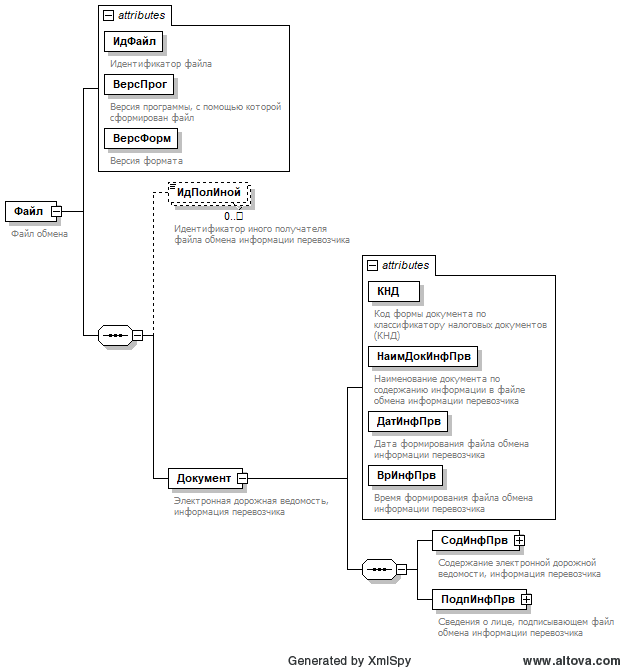 attributes
ИдФайл
Идентификатор файла
ВерсПрог
Версия программы, с помощью которой
сформирован файл
ВерсФорм
Версия формата
Файл
Файл обмена
ИдПолИной
0..□
Идентификатор иного получателя
файла обмена информации перевозчика
attributes
КНД
Код формы документа по
классификатору налоговых документов
(КНД)
НаимДокИнфПрв
Наименование документа по
содержанию информации в файле
обмена информации перевозчика
ДатИнфПрв
Дата формирования файла обмена
информации перевозчика
ВрИнфПрв
Время формирования файла обмена
информации перевозчика
Документ
Электронная дорожная ведомость,
информация перевозчика
СодИнфПрв
Содержание электронной дорожной
ведомости, информация перевозчика
ПодпИнфПрв
Сведения о лице, подписывающем файл
обмена информации перевозчика
Generated by XmlSpy
www.altova.com